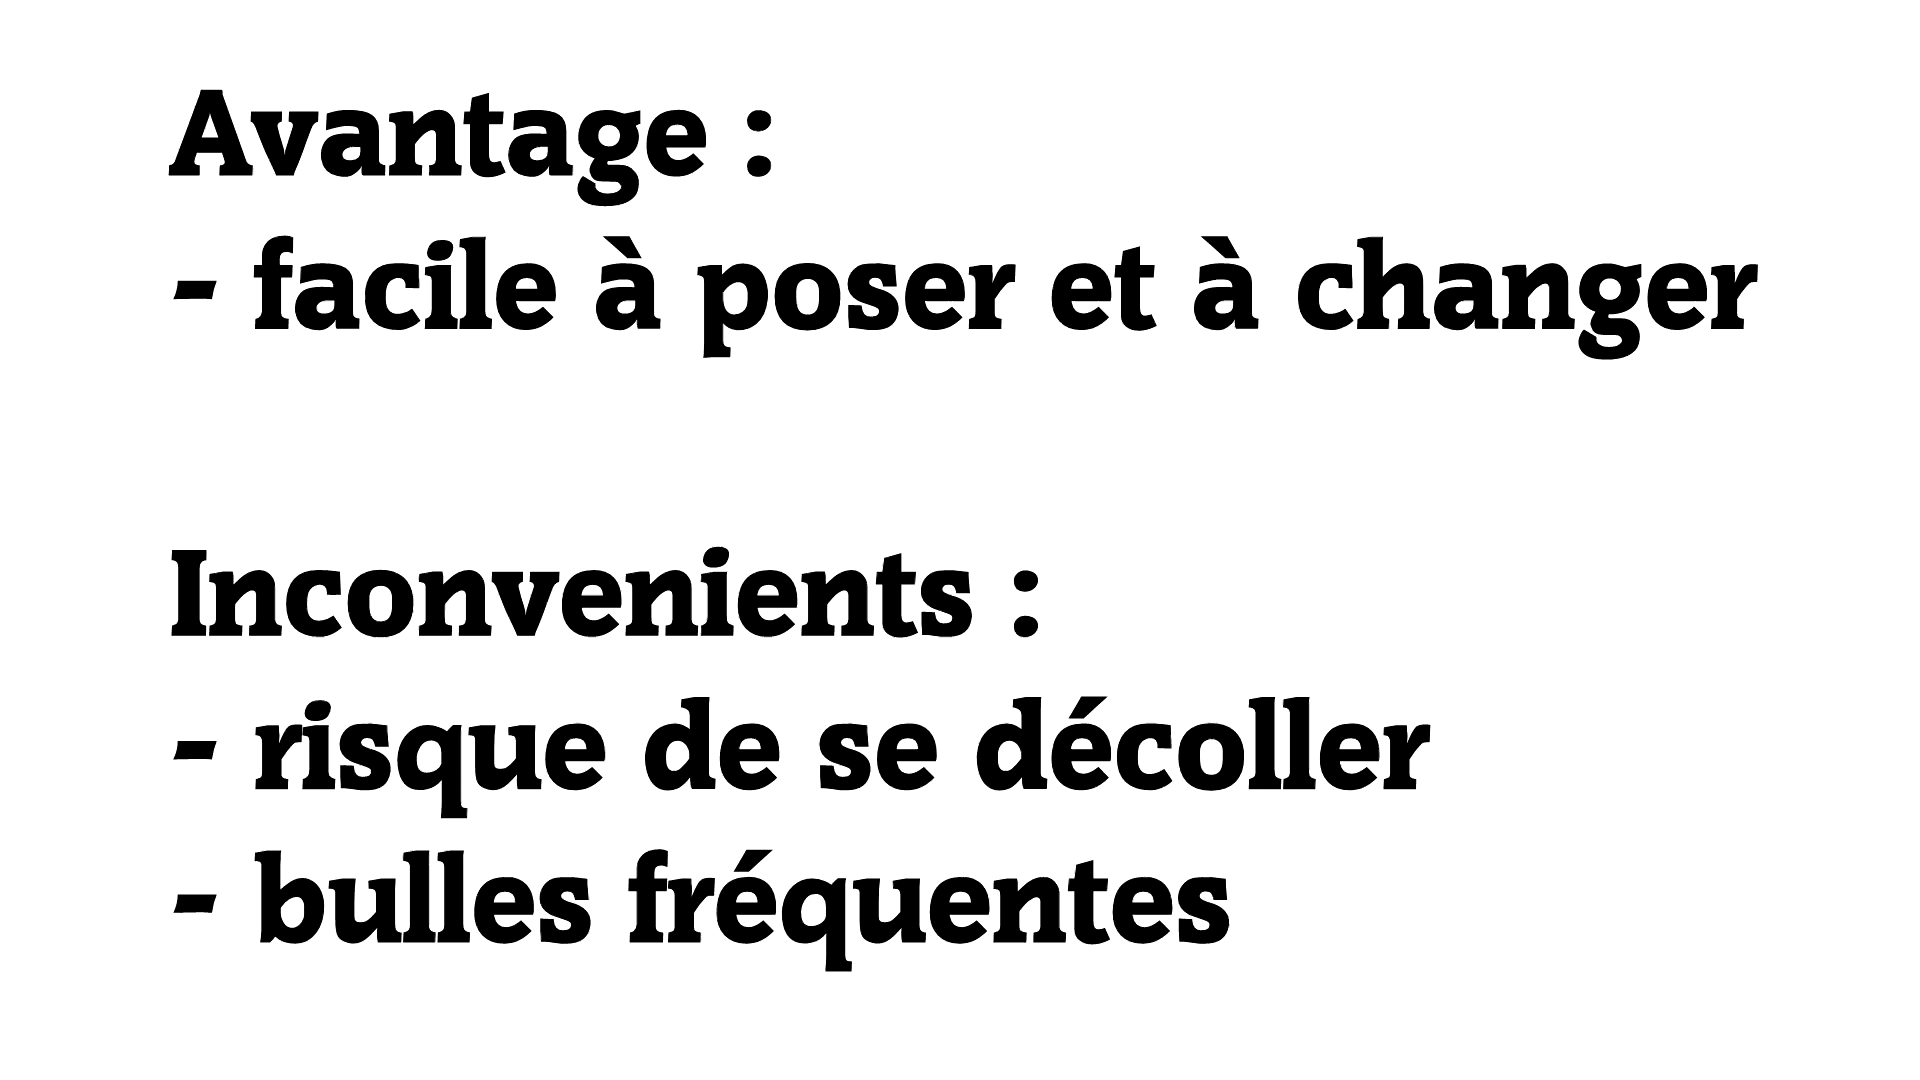 Avantage :
- facile à poser et à changer
Inconvenients :
- risque de se décoller
- bulles fréquentes